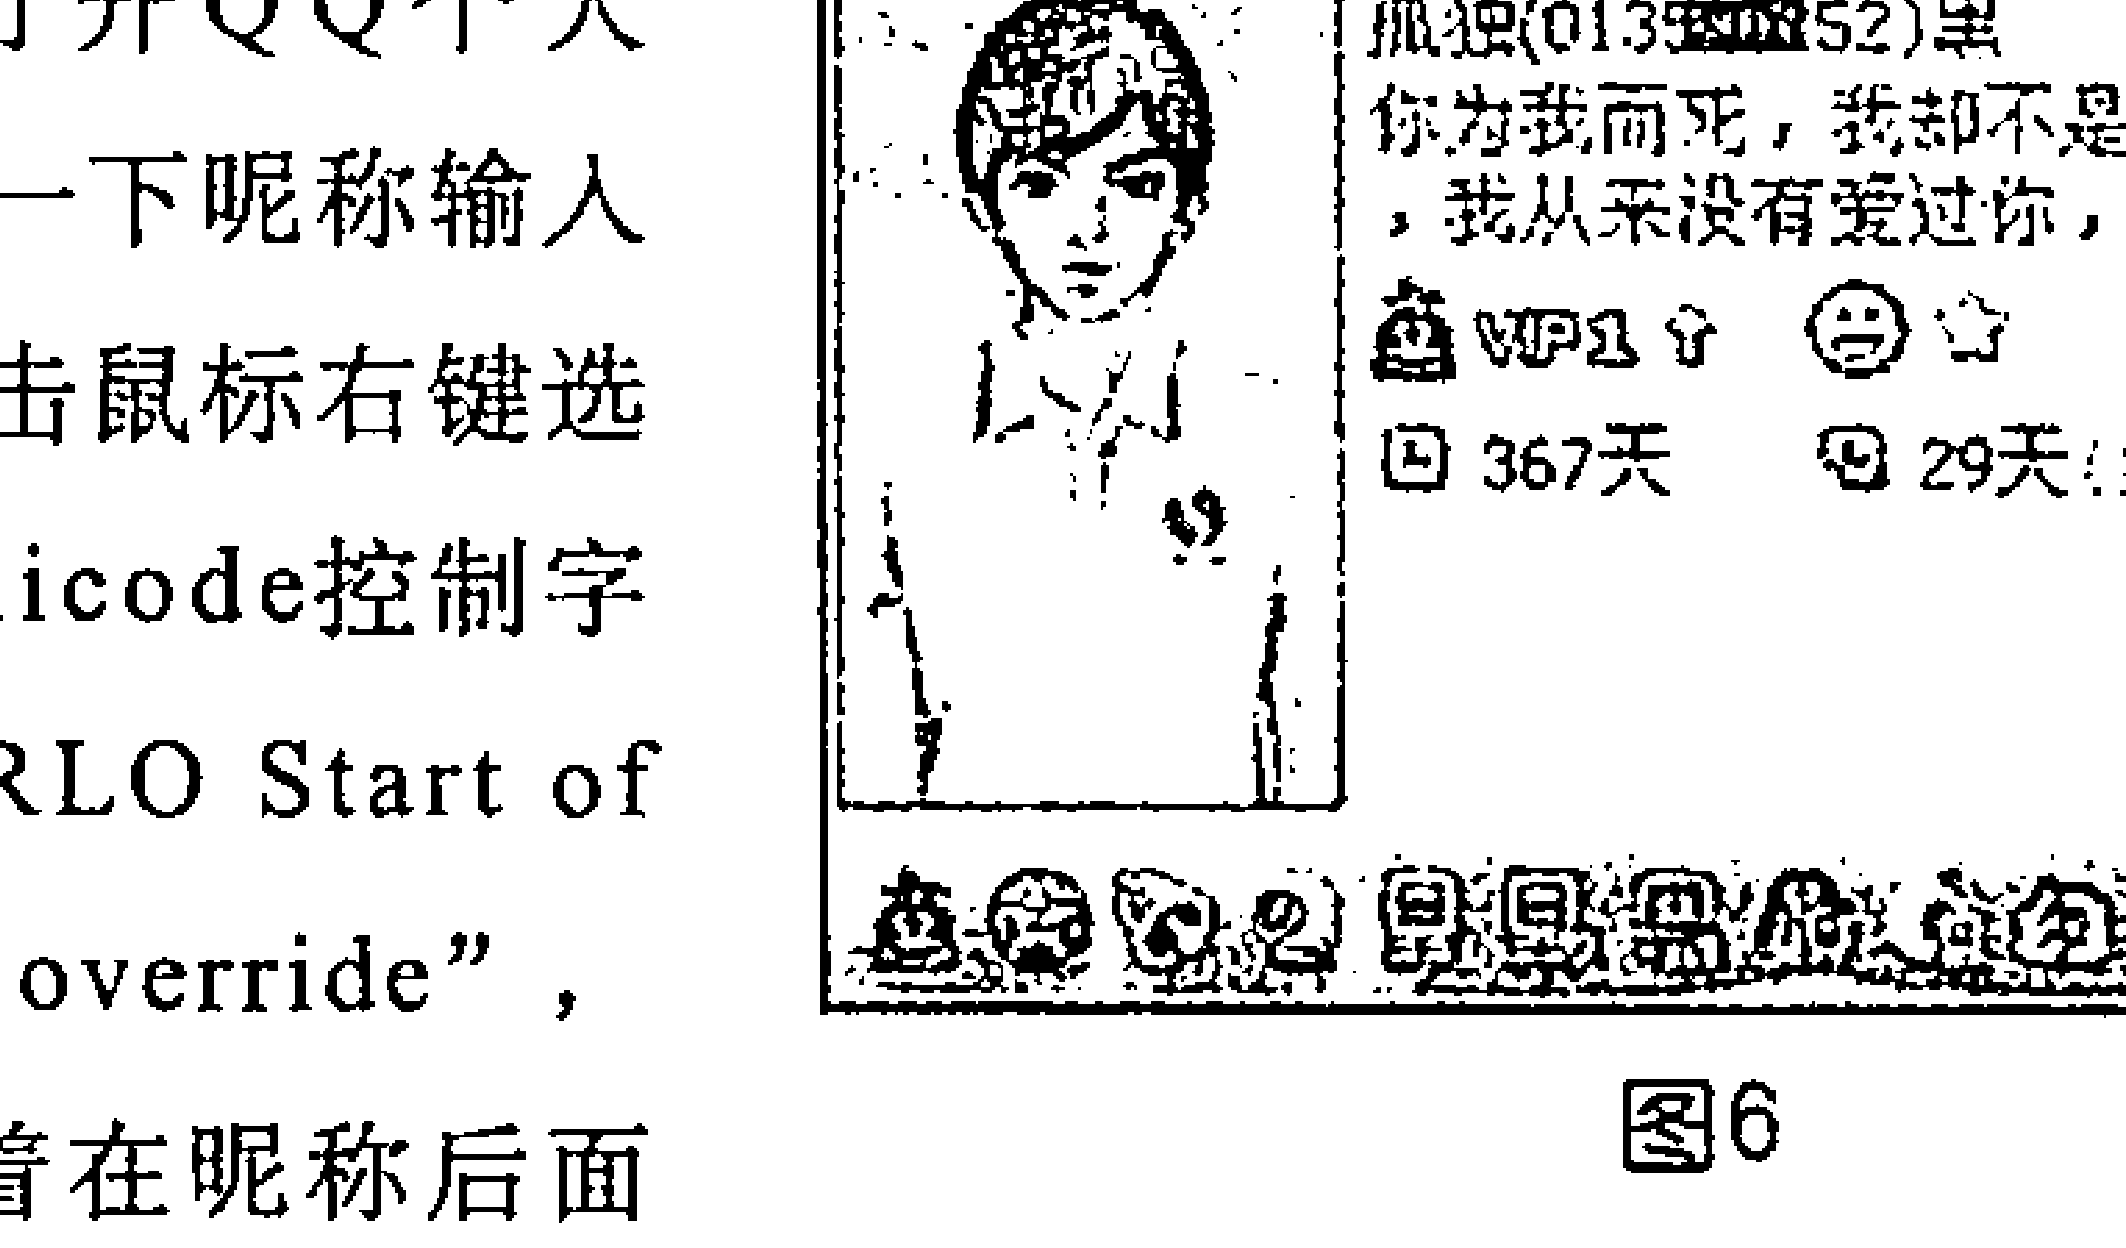 开QQ个人
一下昵称输入
击鼠标右键选
icode控制字
RLO Start of
override”，
着在昵称后面
孤独(013 52)黑
你为我而死，我却不是
，我从来没有爱过你，
VIP1
367天 29天
图6